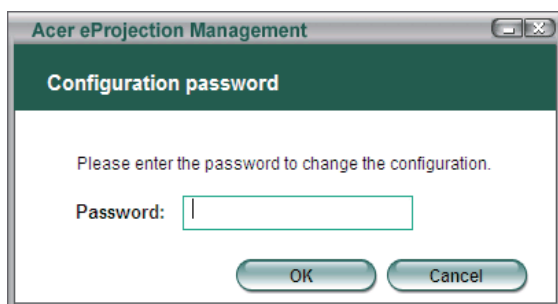 Acer eProjection Management
Configuration password
Please enter the password to change the configuration.
Password:
OK Cancel